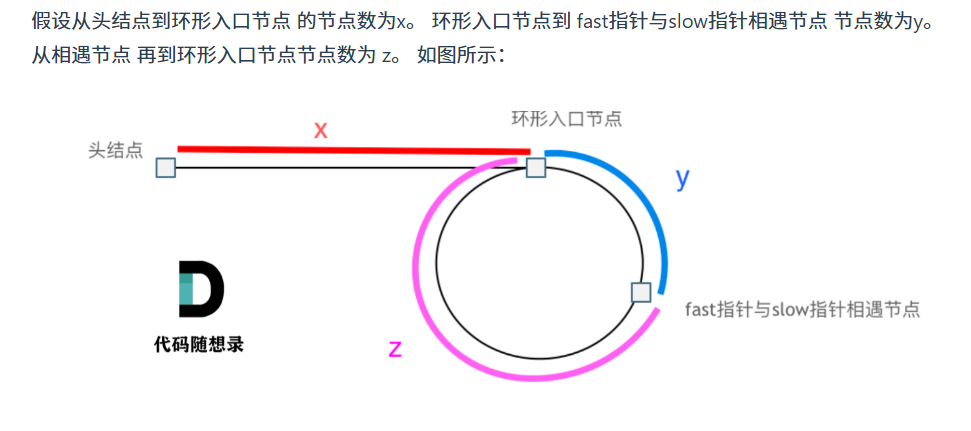 假设从头结点到环形入口节点 的节点数为x。 环形入口节点到 fast指针与slow指针相遇节点 节点数为y。
从相遇节点 再到环形入口节点节点数为 z。 如图所示：
环形入口节点
x
头结点
y
fast指针与slow指针相遇节点
代码随想录
z